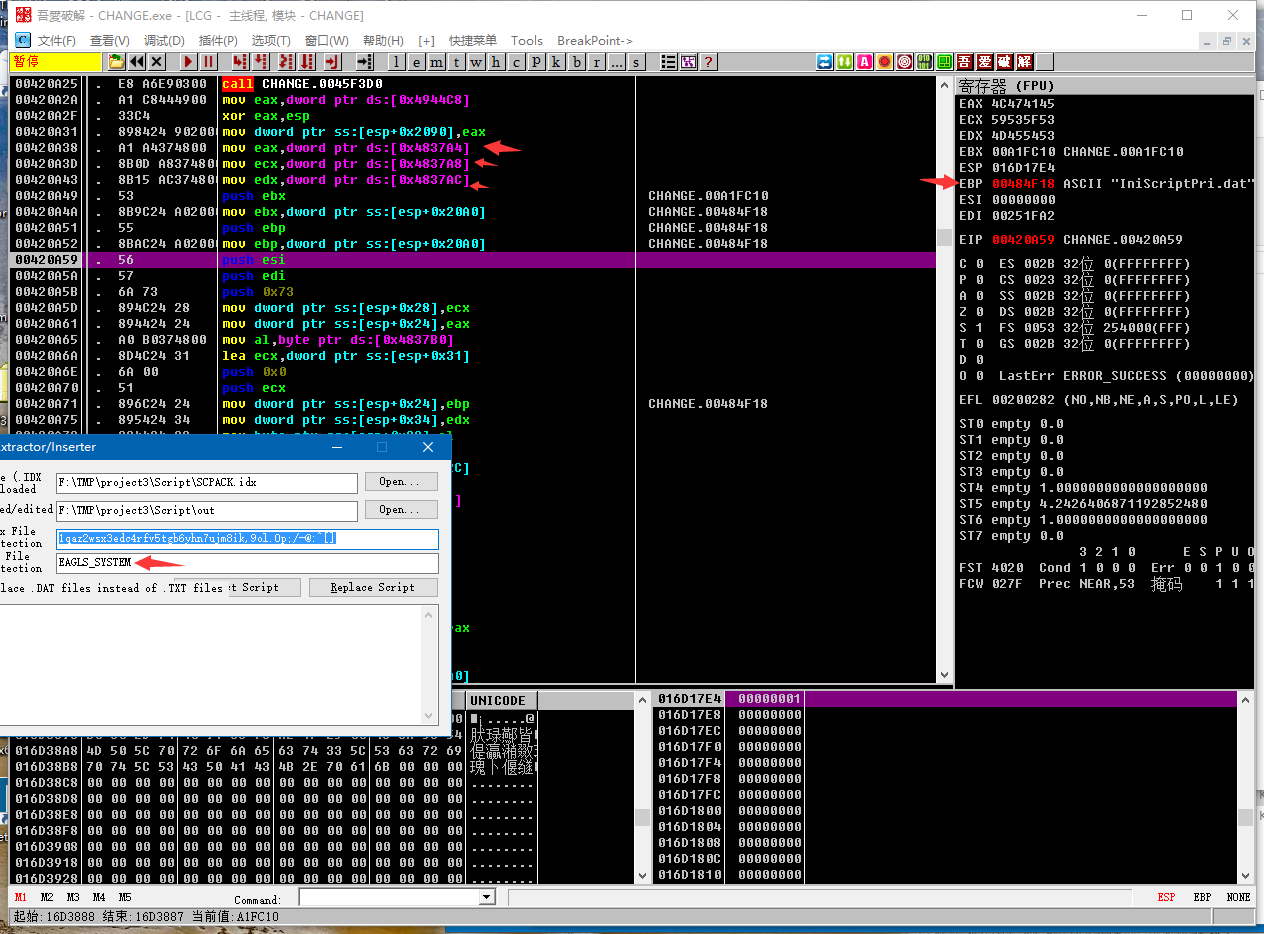 吾愛破解 - CHANGE.exe - [LCG - 主线程, 模块 - CHANGE]
C 文件(F) 查看(V) 调试(D) 插件(P) 选项(T) 窗口(W) 帮助(H) [+] 快捷菜单 Tools BreakPoint->
暂停 l e m t w h c P k b r ... s ? A 吾 爱 破 解
00420A25 . E8 A6E90300 call CHANGE.0045F3D0
00420A2A . A1 C8444900 mov eax,dword ptr ds:[0x4944C8]
00420A2F . 33C4 xor eax,esp
00420A31 . 898424 90200 mov dword ptr ss:[esp+0x2090],eax
00420A38 . A1 A4374800 mov eax,dword ptr ds:[0x4837A4]
00420A3D . 8B0D A8374800 mov ecx,dword ptr ds:[0x4837A8]
00420A43 . 8B15 AC374800 mov edx,dword ptr ds:[0x4837AC]
00420A49 . 53 push ebx CHANGE.00A1FC10
00420A4A . 8B9C24 A0200 mov ebx,dword ptr ss:[esp+0x20A0] CHANGE.00484F18
00420A51 . 55 push ebp CHANGE.00484F18
00420A52 . 8BAC24 A0200 mov ebp,dword ptr ss:[esp+0x20A0] CHANGE.00484F18
00420A59 . 56 push esi
00420A5A . 57 push edi
00420A5B . 6A 73 push 0x73
00420A5D . 894C24 28 mov dword ptr ss:[esp+0x28],ecx
00420A61 . 894424 24 mov dword ptr ss:[esp+0x24],eax
00420A65 . A0 B0374800 mov al,byte ptr ds:[0x4837B0]
00420A6A . 8D4C24 31 lea ecx,dword ptr ss:[esp+0x31]
00420A6E . 6A 00 push 0x0
00420A70 . 51 push ecx
00420A71 . 896C24 24 mov dword ptr ss:[esp+0x24],ebp CHANGE.00484F18
00420A75 . 895424 34 mov dword ptr ss:[esp+0x34],edx
寄存器 (FPU)
EAX 4C474145
ECX 59535F53
EDX 4D455453
EBX 00A1FC10 CHANGE.00A1FC10
ESP 016D17E4
EBP 00484F18 ASCII "IniScriptPri.dat"
ESI 00000000
EDI 00251FA2
EIP 00420A59 CHANGE.00420A59
C 0 ES 002B 32位 0(FFFFFFFF)
P 0 CS 0023 32位 0(FFFFFFFF)
A 0 SS 002B 32位 0(FFFFFFFF)
Z 0 DS 002B 32位 0(FFFFFFFF)
S 1 FS 0053 32位 254000(FFF)
T 0 GS 002B 32位 0(FFFFFFFF)
D 0
O 0 LastErr ERROR_SUCCESS (00000000)
EFL 00200282 (NO,NB,NE,A,S,PO,L,LE)
ST0 empty 0.0
ST1 empty 0.0
ST2 empty 0.0
ST3 empty 0.0
ST4 empty 1.0000000000000000000
ST5 empty 4.2426406871192852480
ST6 empty 1.0000000000000000000
ST7 empty 0.0
3 2 1 0 E S P U O
FST 4020 Cond 1 0 0 0 Err 0 0 1 0 0
FCW 027F Prec NEAR,53 掩码 1 1 1
xtractor/Inserter
e (.IDX
loaded F:\TMP\project3\Script\SCPACK.idx Open...
ed/edited F:\TMP\project3\Script\out Open...
x File
tection 1qaz2wsx3edc4rfv5tgb6yhn7ujm8ik,9ol.0p;/-@:^[]
File
tection EAGLS_SYSTEM
lace .DAT files instead of .TXT files t Script Replace Script
UNICODE
016D38A8 4D 50 5C 70 72 6F 6A 65 63 74 33 5C 53 63 72 69
016D38B8 70 74 5C 53 43 50 41 43 4B 2E 70 61 6B 00 00 00
016D38C8 00 00 00 00 00 00 00 00 00 00 00 00 00 00 00 00 ........
016D38D8 00 00 00 00 00 00 00 00 00 00 00 00 00 00 00 00 ........
016D38E8 00 00 00 00 00 00 00 00 00 00 00 00 00 00 00 00 ........
016D38F8 00 00 00 00 00 00 00 00 00 00 00 00 00 00 00 00 ........
016D3908 00 00 00 00 00 00 00 00 00 00 00 00 00 00 00 00 ........
016D3918 00 00 00 00 00 00 00 00 00 00 00 00 00 00 00 00 ........
016D3928 00 00 00 00 00 00 00 00 00 00 00 00 00 00 00 00 ........
016D17E4 00000001
016D17E8 00000000
016D17EC 00000000
016D17F0 00000000
016D17F4 00000000
016D17F8 00000000
016D17FC 00000000
016D1800 00000000
016D1804 00000000
016D1808 00000000
016D180C 00000000
016D1810 00000000
M1 M2 M3 M4 M5 Command: ESP EBP NONE
起始: 16D3888 结束: 16D3887 当前值: A1FC10